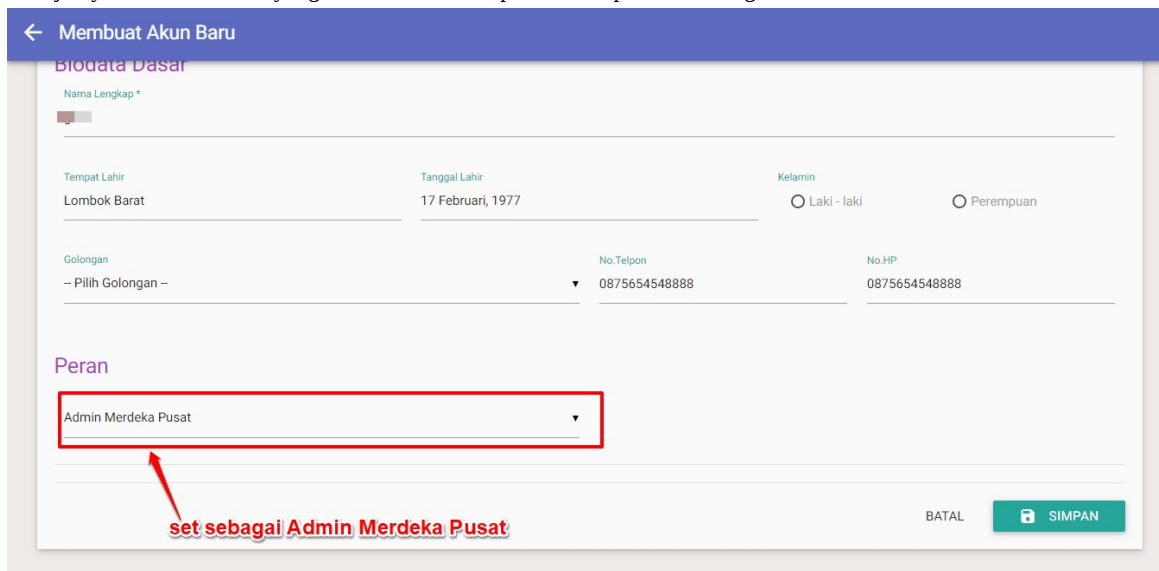 Membuat Akun Baru
Biodata Dasar
Nama Lengkap *
Tempat Lahir Tanggal Lahir Kelamin
Lombok Barat 17 Februari, 1977 Laki - laki Perempuan
Golongan No.Telpon No.HP
-- Pilih Golongan -- 0875654548888 0875654548888
Peran
Admin Merdeka Pusat
set sebagai Admin Merdeka Pusat
BATAL SIMPAN